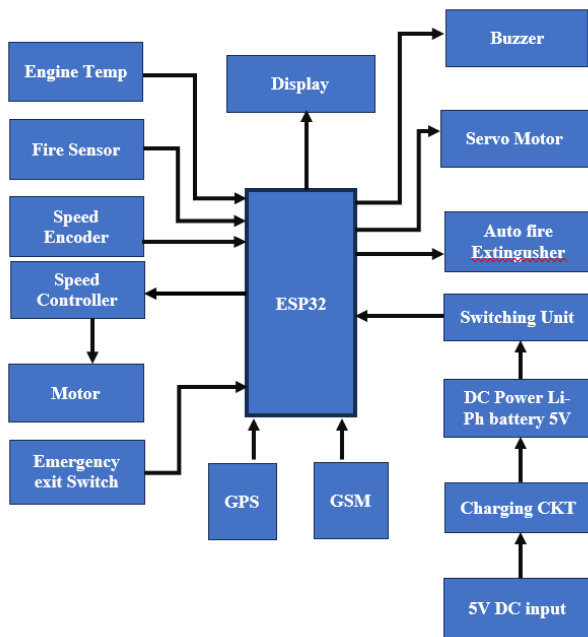 Engine Temp
Display
Buzzer
Fire Sensor
Servo Motor
Speed
Encoder
Auto fire
Extingusher
Speed
Controller
ESP32
Switching Unit
Motor
DC Power Li-
Ph battery 5V
Emergency
exit Switch
GPS
GSM
Charging CKT
5V DC input